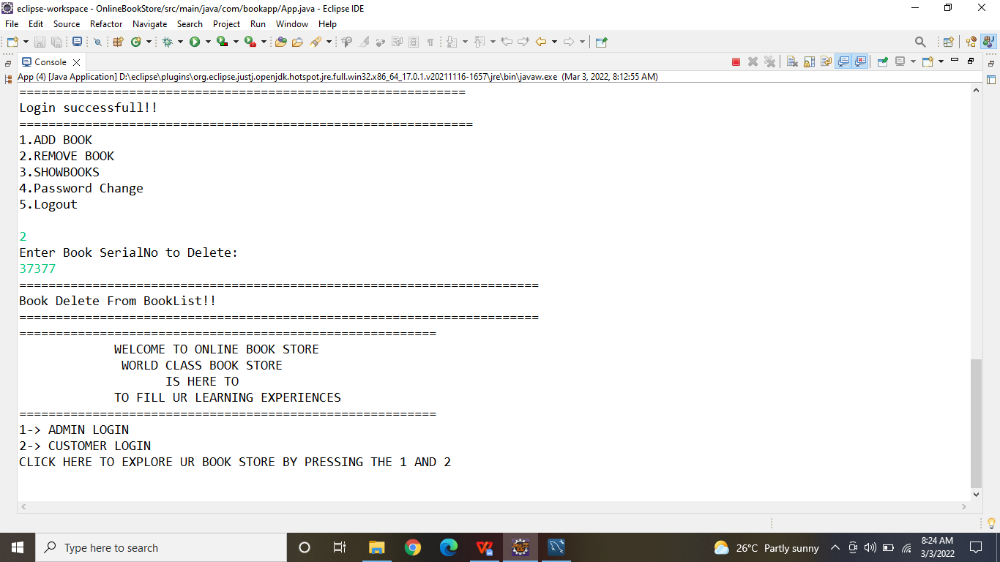 eclipse-workspace - OnlineBookStore/src/main/java/com/bookapp/App.java - Eclipse IDE
File Edit Source Refactor Navigate Search Project Run Window Help
Console
App (4) [Java Application] D:\eclipse\plugins\org.eclipse.justj.openjdk.hotspot.jre.full.win32.x86_64_17.0.1.v20211116-1657\jre\bin\javaw.exe (Mar 3, 2022, 8:12:55 AM)
=============================================================
Login successfull!!
==============================================================
1.ADD BOOK
2.REMOVE BOOK
3.SHOWBOOKS
4.Password Change
5.Logout
2
Enter Book SerialNo to Delete:
37377
=======================================================================
Book Delete From BookList!!
=======================================================================
=========================================================
WELCOME TO ONLINE BOOK STORE
WORLD CLASS BOOK STORE
IS HERE TO
TO FILL UR LEARNING EXPERIENCES
=========================================================
1-> ADMIN LOGIN
2-> CUSTOMER LOGIN
CLICK HERE TO EXPLORE UR BOOK STORE BY PRESSING THE 1 AND 2
Type here to search
26°C Partly sunny
8:24 AM
3/3/2022